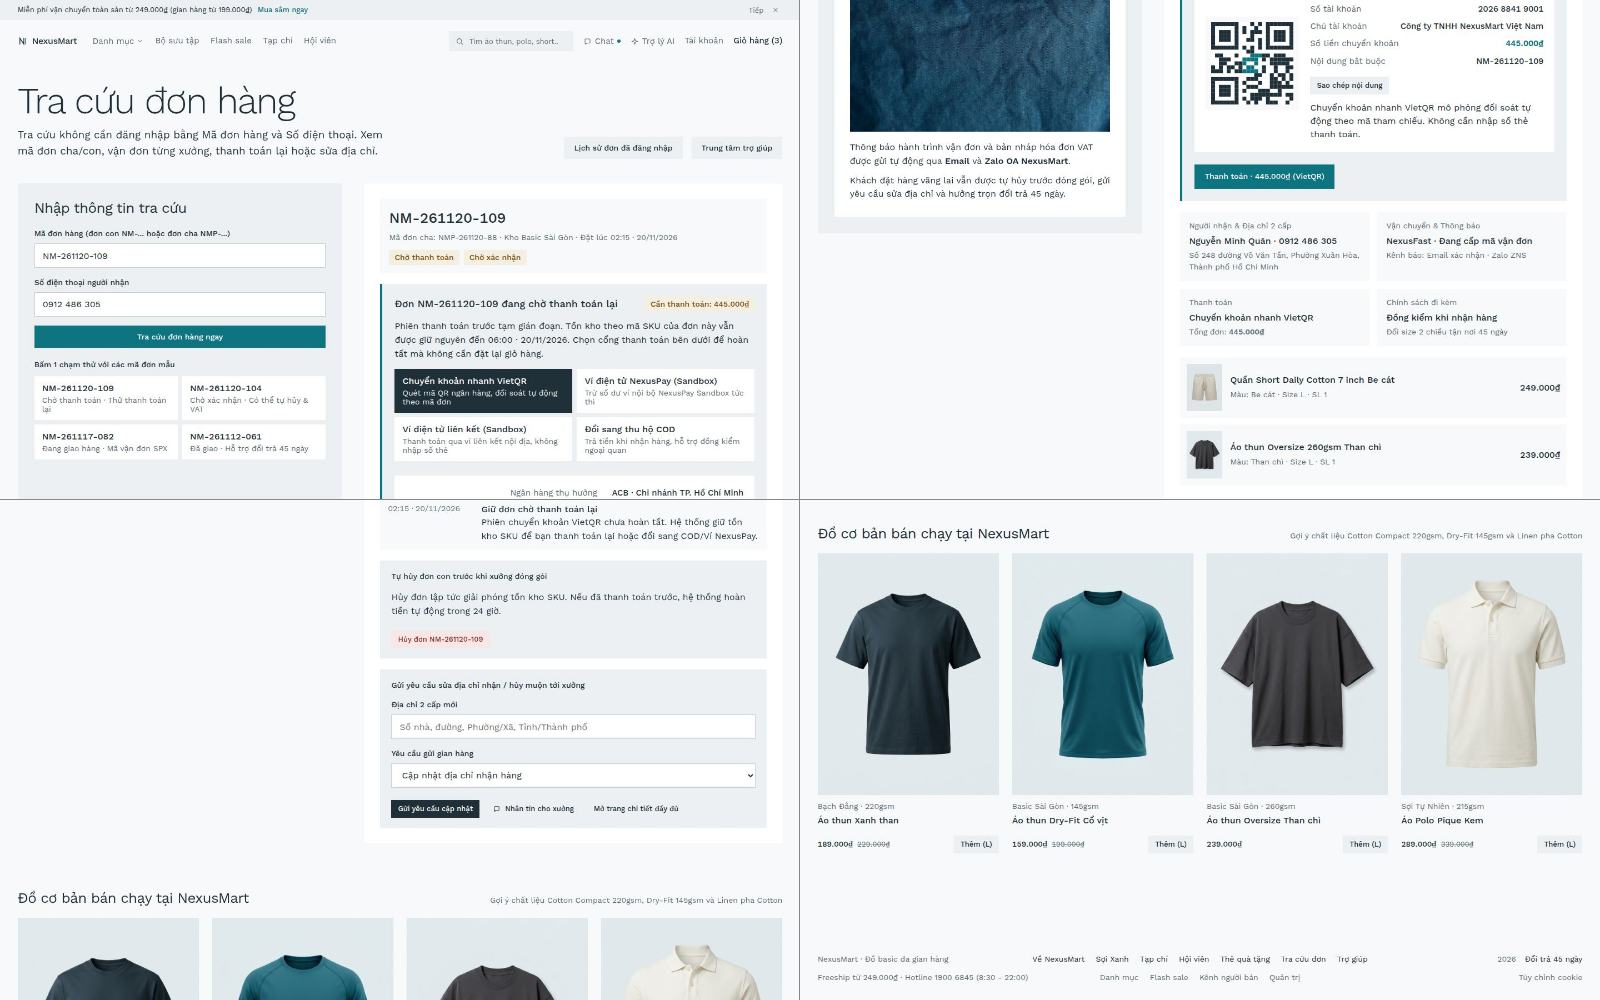 Miễn phí vận chuyển toàn sàn từ 249.000₫ (gian hàng từ 199.000₫) Mua sắm ngay
Tiếp ×
NexusMart Danh mục Bộ sưu tập Flash sale Tạp chí Hội viên
Tìm áo thun, polo, short.. Chat Trợ lý AI Tài khoản Giỏ hàng (3)
Tra cứu đơn hàng
Tra cứu không cần đăng nhập bằng Mã đơn hàng và Số điện thoại. Xem
mã đơn cha/con, vận đơn từng xưởng, thanh toán lại hoặc sửa địa chỉ.
Lịch sử đơn đã đăng nhập Trung tâm trợ giúp
Nhập thông tin tra cứu
Mã đơn hàng (đơn con NM-... hoặc đơn cha NMP-...)
NM-261120-109
Số điện thoại người nhận
0912 486 305
Tra cứu đơn hàng ngay
Bấm 1 chạm thử với các mã đơn mẫu
NM-261120-109
Chờ thanh toán · Thử thanh toán
lại
NM-261120-104
Chờ xác nhận · Có thể tự hủy &
VAT
NM-261117-082
Đang giao hàng · Mã vận đơn SPX
NM-261112-061
Đã giao · Hỗ trợ đổi trả 45 ngày
NM-261120-109
Mã đơn cha: NMP-261120-88 · Kho Basic Sài Gòn · Đặt lúc 02:15 · 20/11/2026
Chờ thanh toán Chờ xác nhận
Đơn NM-261120-109 đang chờ thanh toán lại
Cần thanh toán: 445.000₫
Phiên thanh toán trước tạm gián đoạn. Tồn kho theo mã SKU của đơn này vẫn
được giữ nguyên đến 06:00 · 20/11/2026. Chọn cổng thanh toán bên dưới để hoàn
tất mà không cần đặt lại giỏ hàng.
Chuyển khoản nhanh VietQR
Quét mã QR ngân hàng, đối soát tự động
theo mã đơn
Ví điện tử NexusPay (Sandbox)
Trừ số dư ví nội bộ NexusPay Sandbox tức
thì
Ví điện tử liên kết (Sandbox)
Thanh toán qua ví liên kết nội địa, không
nhập số thẻ
Đổi sang thu hộ COD
Trả tiền khi nhận hàng, hỗ trợ đồng kiểm
ngoại quan
Ngân hàng thụ hưởng ACB · Chi nhánh TP. Hồ Chí Minh
Thông báo hành trình vận đơn và bản nháp hóa đơn VAT
được gửi tự động qua Email và Zalo OA NexusMart.
Khách đặt hàng vãng lai vẫn được tự hủy trước đóng gói, gửi
yêu cầu sửa địa chỉ và hưởng trọn đổi trả 45 ngày.
Số tài khoản 2026 8841 9001
Chủ tài khoản Công ty TNHH NexusMart Việt Nam
Số tiền chuyển khoản 445.000₫
Nội dung bắt buộc NM-261120-109
Sao chép nội dung
Chuyển khoản nhanh VietQR mô phỏng đối soát tự
động theo mã tham chiếu. Không cần nhập số thẻ
thanh toán.
Thanh toán · 445.000₫ (VietQR)
Người nhận & Địa chỉ 2 cấp
Nguyễn Minh Quân · 0912 486 305
Số 248 đường Võ Văn Tần, Phường Xuân Hòa,
Thành phố Hồ Chí Minh
Vận chuyển & Thông báo
NexusFast · Đang cấp mã vận đơn
Kênh báo: Email xác nhận · Zalo ZNS
Thanh toán
Chuyển khoản nhanh VietQR
Tổng đơn: 445.000₫
Chính sách đi kèm
Đồng kiểm khi nhận hàng
Đổi size 2 chiều tận nơi 45 ngày
Quần Short Daily Cotton 7 inch Be cát
Màu: Be cát · Size L · SL 1
249.000₫
Áo thun Oversize 260gsm Than chì
Màu: Than chì · Size L · SL 1
239.000₫
02:15 · 20/11/2026
Giữ đơn chờ thanh toán lại
Phiên chuyển khoản VietQR chưa hoàn tất. Hệ thống giữ tồn
kho SKU để bạn thanh toán lại hoặc đổi sang COD/Ví NexusPay.
Tự hủy đơn con trước khi xưởng đóng gói
Hủy đơn lập tức giải phóng tồn kho SKU. Nếu đã thanh toán trước, hệ thống hoàn
tiền tự động trong 24 giờ.
Hủy đơn NM-261120-109
Gửi yêu cầu sửa địa chỉ nhận / hủy muộn tới xưởng
Địa chỉ 2 cấp mới
Số nhà, đường, Phường/Xã, Tỉnh/Thành phố
Yêu cầu gửi gian hàng
Cập nhật địa chỉ nhận hàng
Gửi yêu cầu cập nhật Nhắn tin cho xưởng Mở trang chi tiết đầy đủ
Đồ cơ bản bán chạy tại NexusMart
Gợi ý chất liệu Cotton Compact 220gsm, Dry-Fit 145gsm và Linen pha Cotton
Đồ cơ bản bán chạy tại NexusMart
Gợi ý chất liệu Cotton Compact 220gsm, Dry-Fit 145gsm và Linen pha Cotton
Bạch Đằng · 220gsm
Áo thun Xanh than
189.000₫ 229.000₫ Thêm (L)
Basic Sài Gòn · 145gsm
Áo thun Dry-Fit Cổ vịt
159.000₫ 199.000₫ Thêm (L)
Basic Sài Gòn · 260gsm
Áo thun Oversize Than chì
239.000₫ Thêm (L)
Sợi Tự Nhiên · 215gsm
Áo Polo Pique Kem
289.000₫ 339.000₫ Thêm (L)
NexusMart · Đồ basic đa gian hàng
Về NexusMart Sợi Xanh Tạp chí Hội viên Thẻ quà tặng Tra cứu đơn Trợ giúp
2026 Đổi trả 45 ngày
Freeship từ 249.000₫ · Hotline 1900 6845 (8:30 – 22:00)
Danh mục Flash sale Kênh người bán Quản trị
Tùy chỉnh cookie